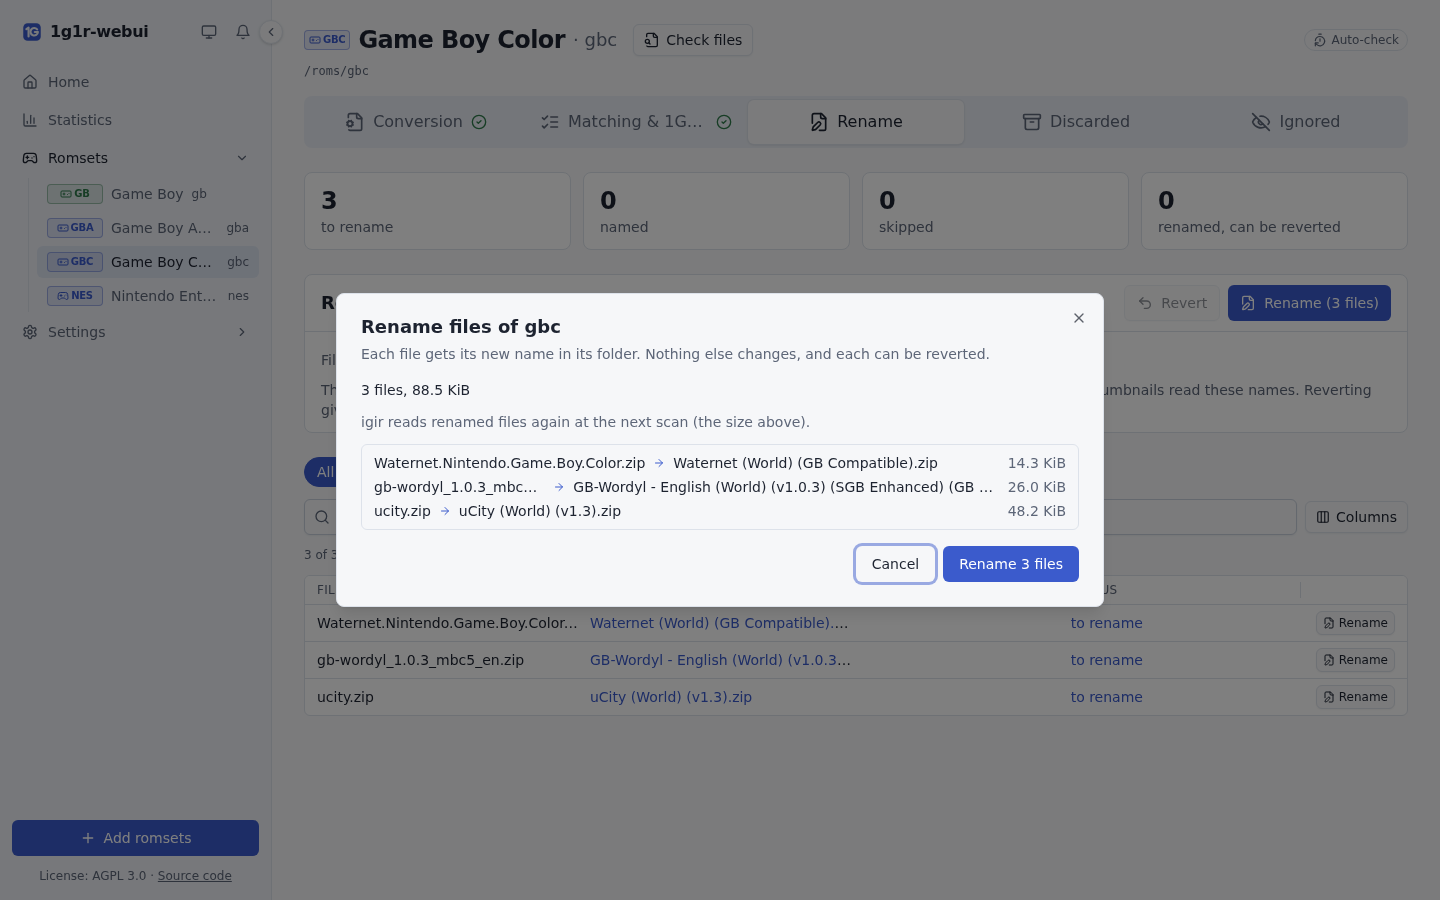 1g1r-webui
Home
Statistics
Romsets
GB Game Boy gb
GBA Game Boy A... gba
GBC Game Boy C... gbc
NES Nintendo Ent... nes
Settings
Add romsets
License: AGPL 3.0 · Source code
GBC Game Boy Color · gbc Check files Auto-check
/roms/gbc
Conversion Matching & 1G... Rename Discarded Ignored
3 0 0 0
to rename named skipped renamed, can be reverted
Revert Rename (3 files)
umbnails read these names. Reverting
Rename files of gbc
Each file gets its new name in its folder. Nothing else changes, and each can be reverted.
3 files, 88.5 KiB
igir reads renamed files again at the next scan (the size above).
Waternet.Nintendo.Game.Boy.Color.zip → Waternet (World) (GB Compatible).zip 14.3 KiB
gb-wordyl_1.0.3_mbc... → GB-Wordyl - English (World) (v1.0.3) (SGB Enhanced) (GB ... 26.0 KiB
ucity.zip → uCity (World) (v1.3).zip 48.2 KiB
Cancel Rename 3 files
All
Columns
3 of 3
Waternet.Nintendo.Game.Boy.Color... Waternet (World) (GB Compatible).... to rename Rename
gb-wordyl_1.0.3_mbc5_en.zip GB-Wordyl - English (World) (v1.0.3... to rename Rename
ucity.zip uCity (World) (v1.3).zip to rename Rename